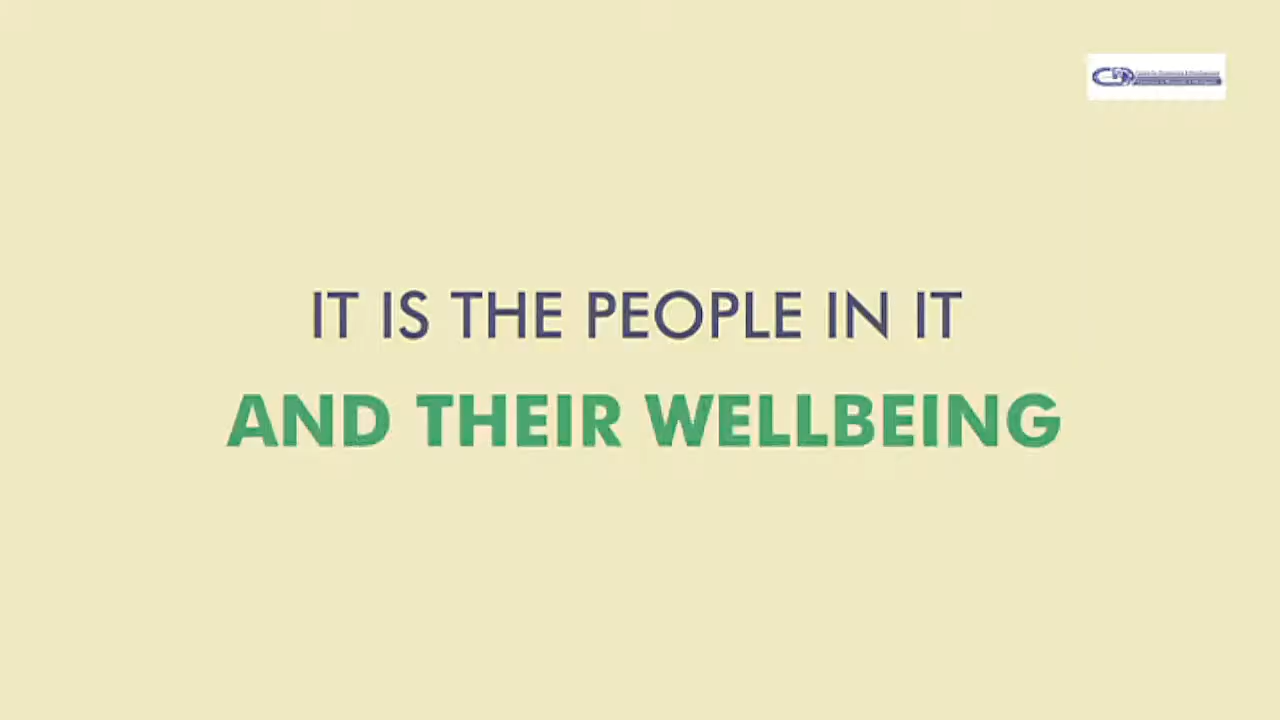 IT IS THE PEOPLE IN IT
AND THEIR WELLBEING